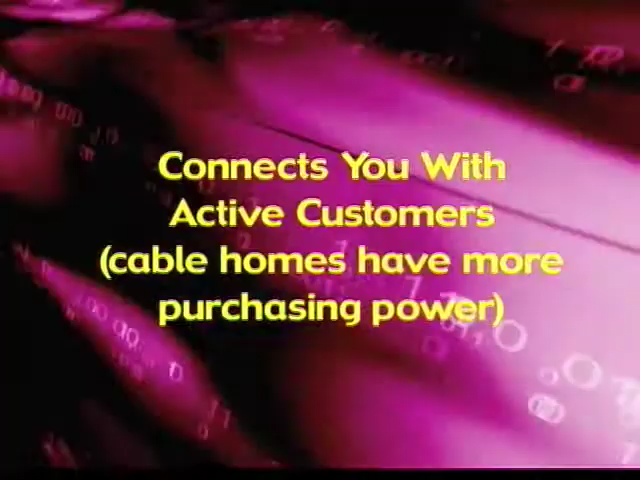 Connects You With
Active Customers
(cable homes have more
purchasing power)